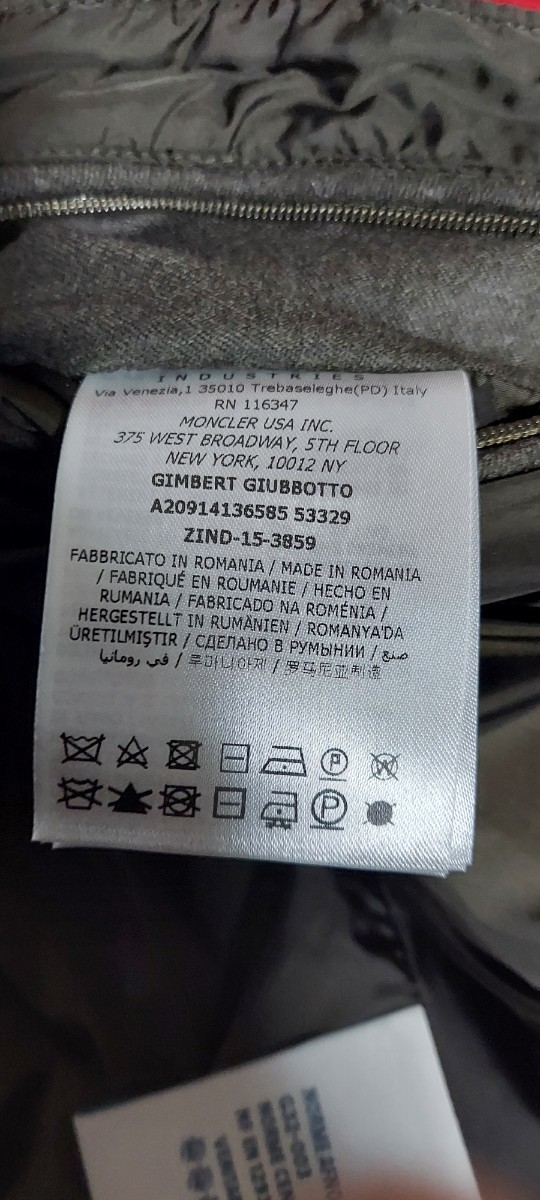 INDUSTRIES
Via Venezia,1 35010 Trebaseleghe(PD) Italy
RN 116347
MONCLER USA INC.
375 WEST BROADWAY, 5TH FLOOR
NEW YORK, 10012 NY
GIMBERT GIUBBOTTO
A20914136585 53329
ZIND-15-3859
FABBRICATO IN ROMANIA / MADE IN ROMANIA
/ FABRIQUÉ EN ROUMANIE / HECHO EN
RUMANIA / FABRICADO NA ROMÉNIA /
HERGESTELLT IN RUMÄNIEN / ROMANYA'DA
ÜRETILMIŞTIR / СДЕЛАНО В РУМЫНИИ / صنع
في رومانيا / 루마니아제 / 罗马尼亚制造
P W
P